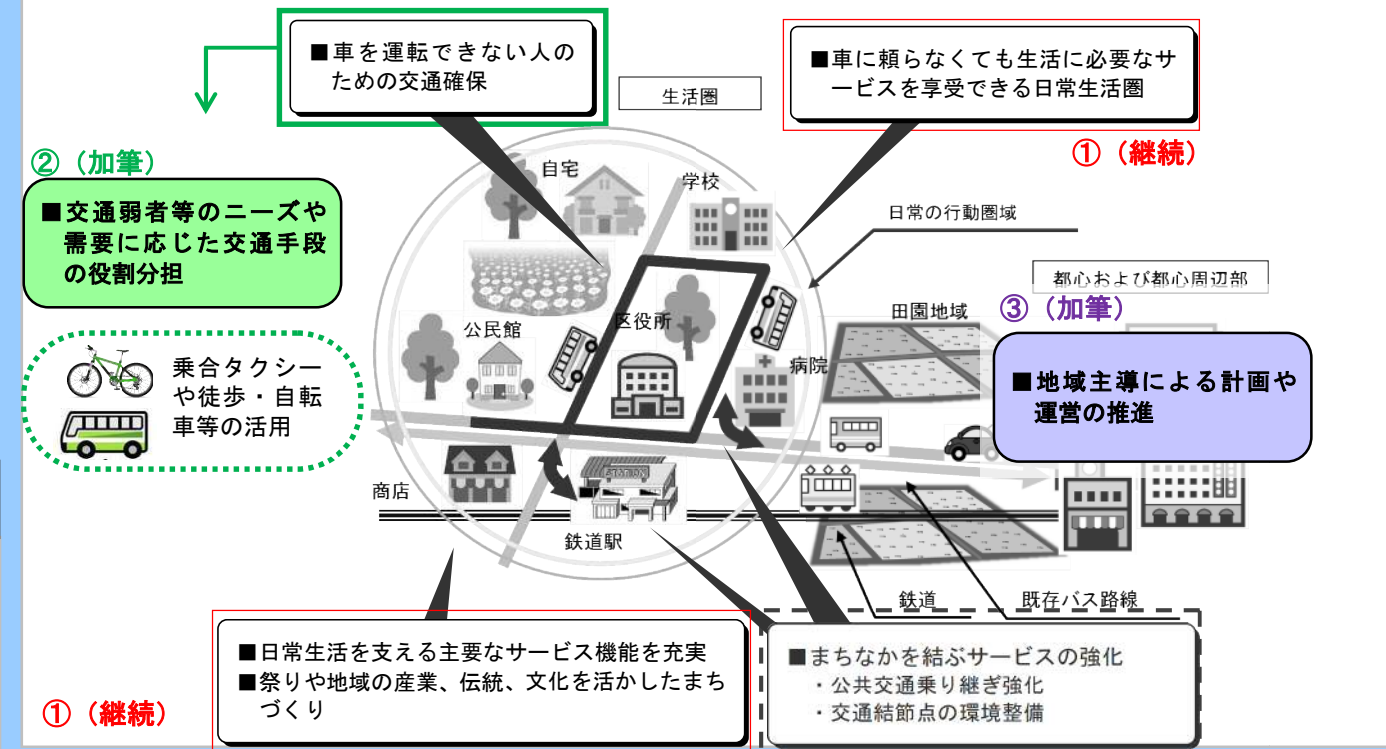 ■車を運転できない人の
ための交通確保
生活圏
■車に頼らなくても生活に必要なサ
ービスを享受できる日常生活圏
①（継続）
②（加筆）
■交通弱者等のニーズや
需要に応じた交通手段
の役割分担
自宅
学校
日常の行動圏域
都心および都心周辺部
③（加筆）
■地域主導による計画や
運営の推進
田園地域
公民館
区役所
病院
乗合タクシー
や徒歩・自転
車等の活用
商店
STATION
鉄道駅
鉄道
既存バス路線
■日常生活を支える主要なサービス機能を充実
■祭りや地域の産業、伝統、文化を活かしたまち
づくり
①（継続）
■まちなかを結ぶサービスの強化
・公共交通乗り継ぎ強化
・交通結節点の環境整備